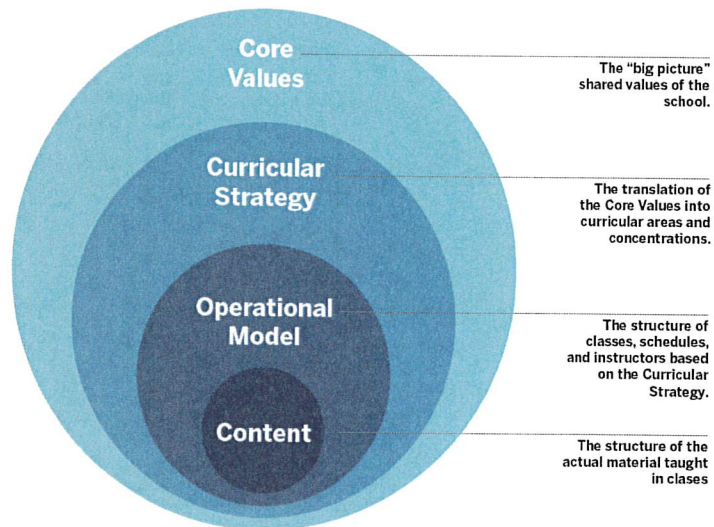 Core
Values
The "big picture"
shared values of the
school.
Curricular
Strategy
The translation of
the Core Values into
curricular areas and
concentrations.
Operational
Model
The structure of
classes, schedules,
and instructors based
on the Curricular
Strategy.
Content
The structure of the
actual material taught
in clases